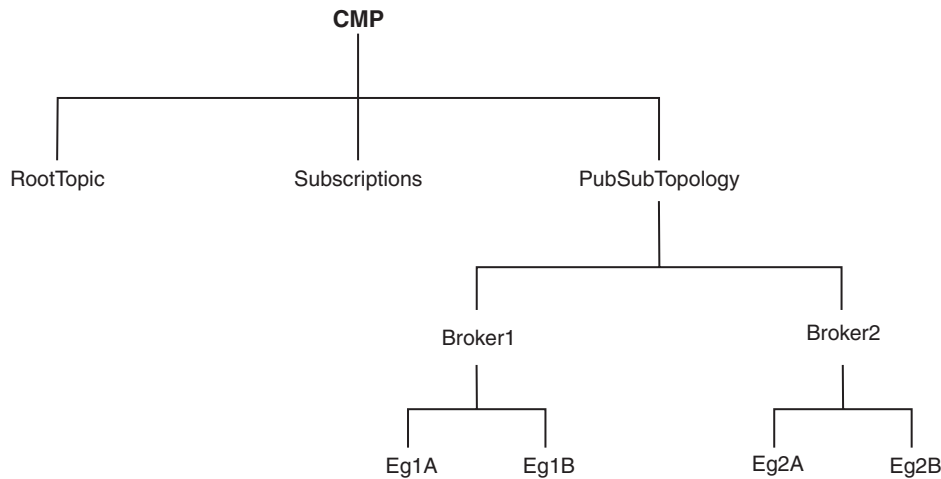 CMP
RootTopic
Subscriptions
PubSubTopology
Broker1
Broker2
Eg1A
Eg1B
Eg2A
Eg2B